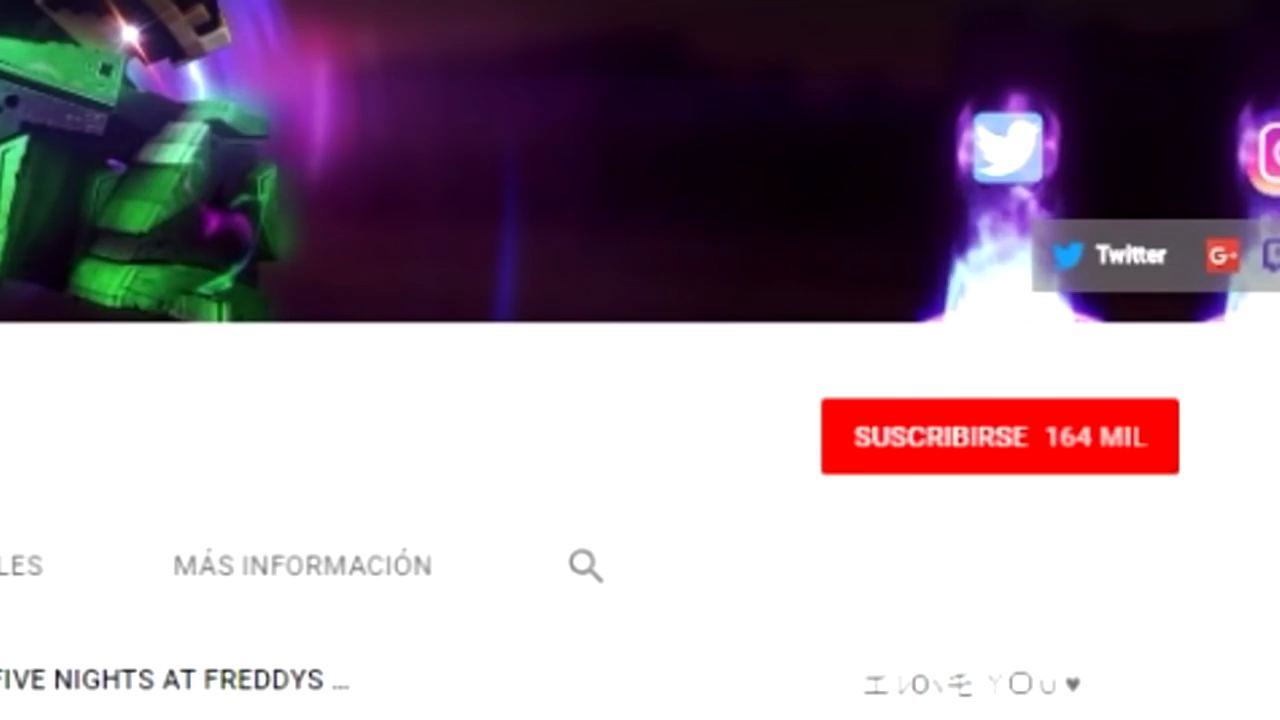 Twitter
SUSCRIBIRSE 164 MIL
LES MÁS INFORMACIÓN
FIVE NIGHTS AT FREDDYS ...